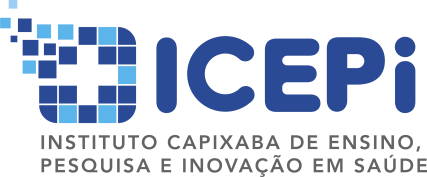 ICEPi
INSTITUTO CAPIXABA DE ENSINO,
PESQUISA E INOVAÇÃO EM SAÚDE